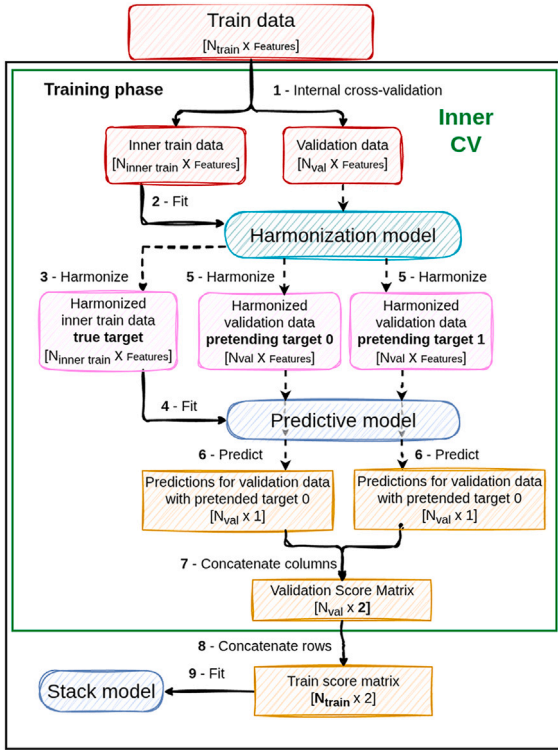 Train data
[Ntrain x Features]
Training phase
1 - Internal cross-validation
Inner
CV
Inner train data
[Ninner train X Features]
Validation data
[Nval x Features]
2 - Fit
Harmonization model
3 - Harmonize
5 - Harmonize
5 - Harmonize
Harmonized
inner train data
true target
[Ninner train X Features]
Harmonized
validation data
pretending target 0
[Nval X Features]
Harmonized
validation data
pretending target 1
[Nval X Features]
4 - Fit
Predictive model
6 - Predict
6 - Predict
Predictions for validation data
with pretended target 0
[Nval x 1]
Predictions for validation data
with pretended target 0
[Nval x 1]
7 - Concatenate columns
Validation Score Matrix
[Nval x 2]
8 - Concatenate rows
9 - Fit
Stack model
Train score matrix
[Ntrain x 2]